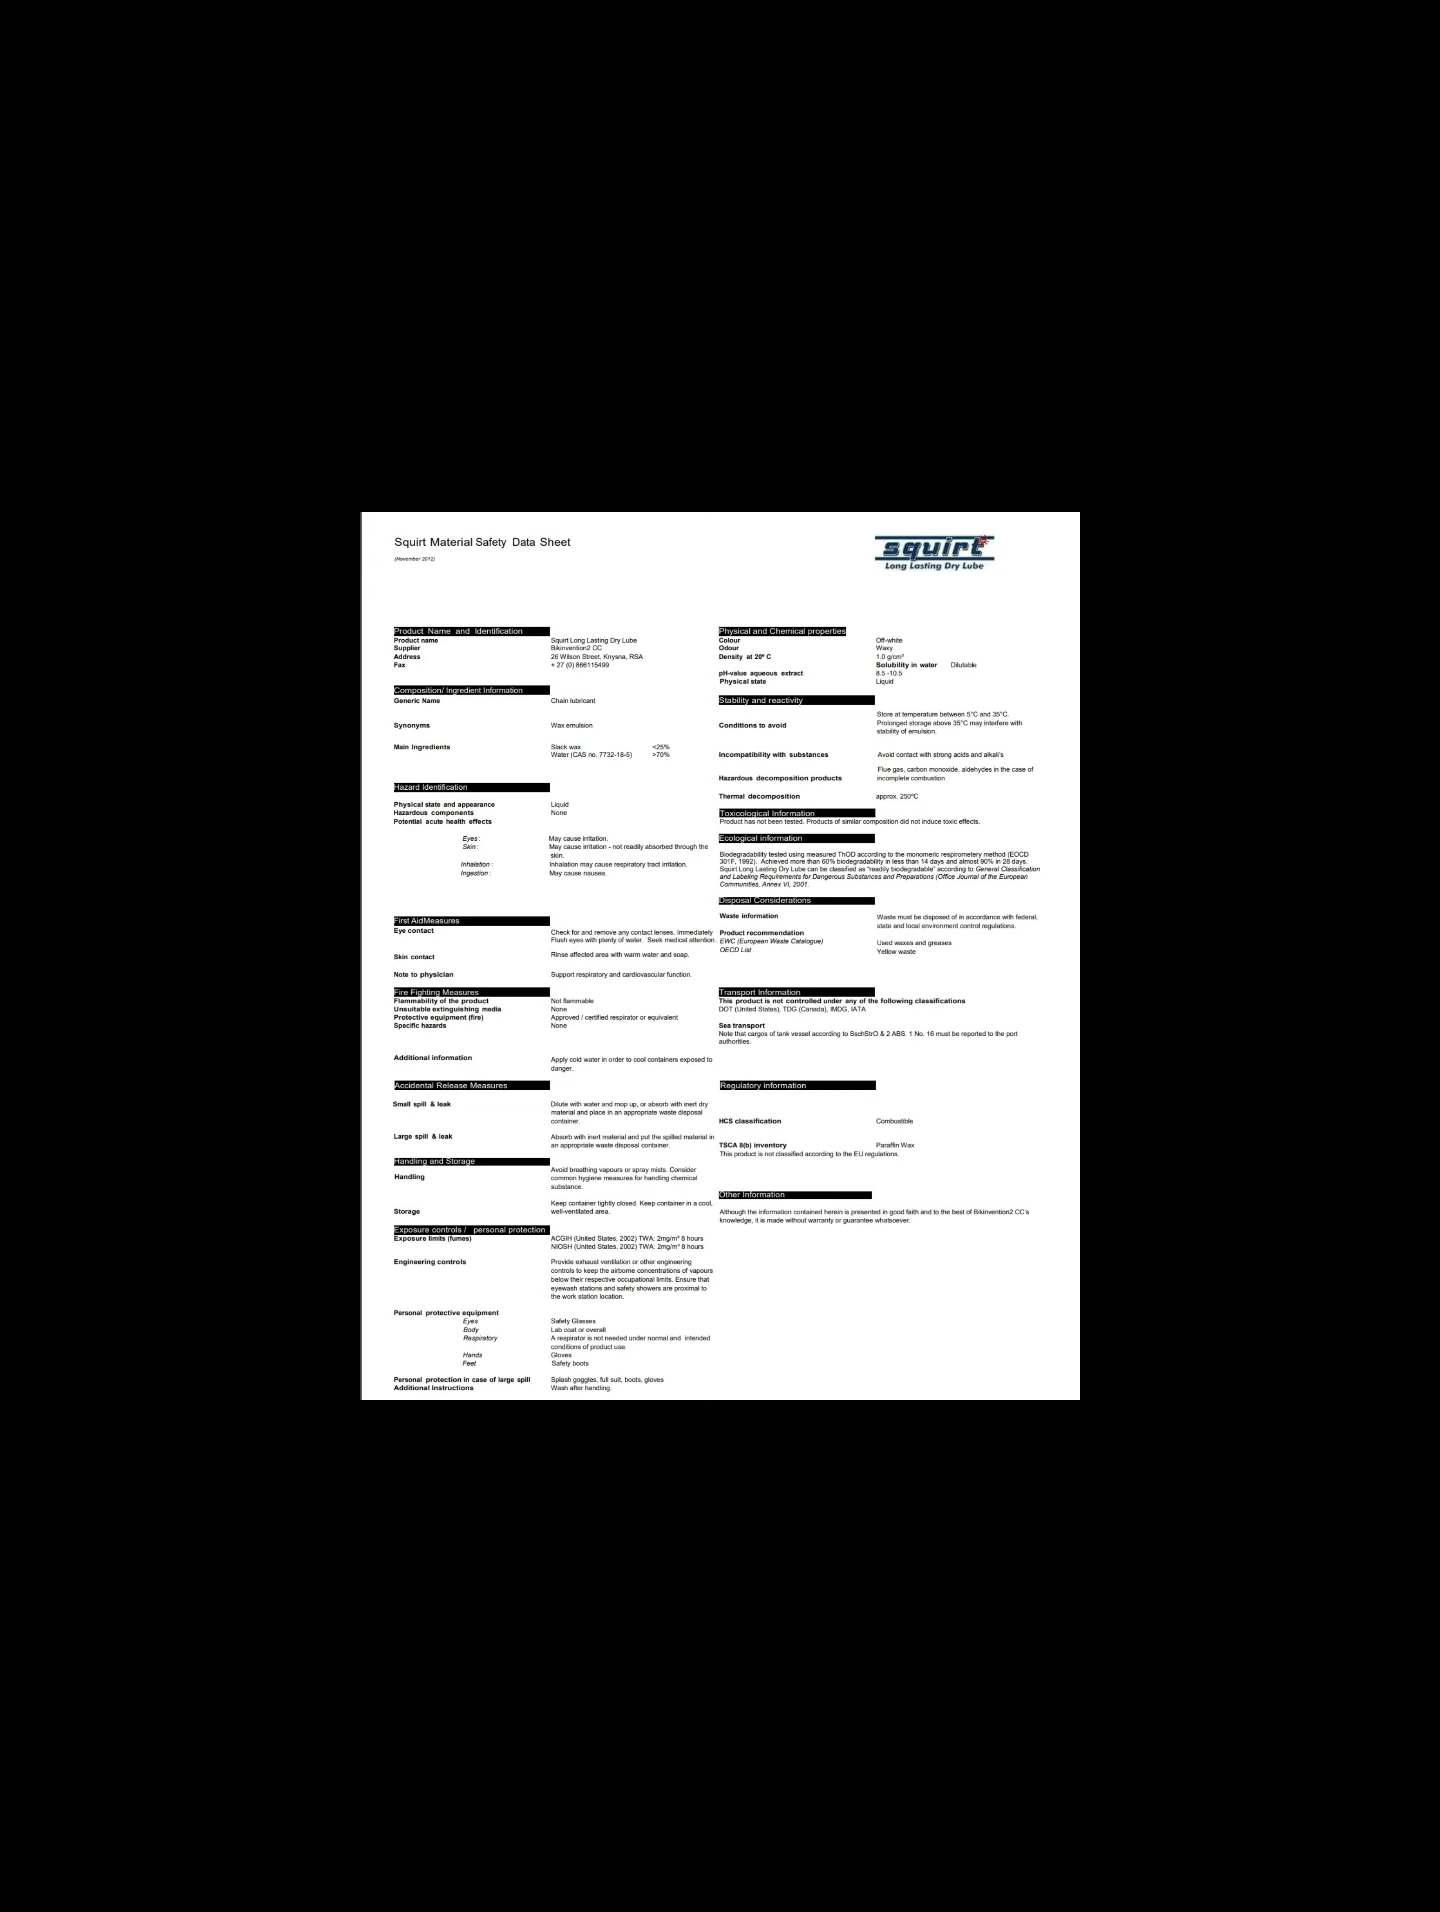 Squirt Material Safety Data Sheet
(November 2012)
squirt
Long Lasting Dry Lube
Product Name and Identification
Product name Squirt Long Lasting Dry Lube
Supplier Bikinvention2 CC
Address 26 Wilson Street, Knysna, RSA
Fax + 27 (0) 866115499
Composition/ Ingredient Information
Generic Name Chain lubricant
Synonyms Wax emulsion
Main Ingredients Slack wax <25%
Water (CAS no. 7732-18-5) >70%
Hazard Identification
Physical state and appearance Liquid
Hazardous components None
Potential acute health effects
Eyes : May cause irritation.
Skin : May cause irritation - not readily absorbed through the
skin.
Inhalation : Inhalation may cause respiratory tract irritation.
Ingestion : May cause nausea.
First AidMeasures
Eye contact Check for and remove any contact lenses. Immediately
Flush eyes with plenty of water. Seek medical attention.
Skin contact Rinse affected area with warm water and soap.
Note to physician Support respiratory and cardiovascular function.
Fire Fighting Measures
Flammability of the product Not flammable
Unsuitable extinguishing media None
Protective equipment (fire) Approved / certified respirator or equivalent
Specific hazards None
Additional information Apply cold water in order to cool containers exposed to
danger.
Accidental Release Measures
Small spill & leak Dilute with water and mop up, or absorb with inert dry
material and place in an appropriate waste disposal
container.
Large spill & leak Absorb with inert material and put the spilled material in
an appropriate waste disposal container.
Handling and Storage
Handling Avoid breathing vapours or spray mists. Consider
common hygiene measures for handling chemical
substance.
Storage Keep container tightly closed. Keep container in a cool,
well-ventilated area.
Exposure controls / personal protection
Exposure limits (fumes) ACGIH (United States, 2002) TWA: 2mg/m³ 8 hours
NIOSH (United States, 2002) TWA: 2mg/m³ 8 hours
Engineering controls Provide exhaust ventilation or other engineering
controls to keep the airborne concentrations of vapours
below their respective occupational limits. Ensure that
eyewash stations and safety showers are proximal to
the work station location.
Personal protective equipment
Eyes Safety Glasses
Body Lab coat or overall
Respiratory A respirator is not needed under normal and intended
conditions of product use.
Hands Gloves
Feet Safety boots
Personal protection in case of large spill Splash goggles, full suit, boots, gloves
Additional Instructions Wash after handling.
Physical and Chemical properties
Colour Off-white
Odour Waxy
Density at 20º C 1.0 g/cm³
Solubility in water Dilutable
pH-value aqueous extract 8.5 -10.5
Physical state Liquid
Stability and reactivity
Conditions to avoid Store at temperature between 5°C and 35°C.
Prolonged storage above 35°C may interfere with
stability of emulsion.
Incompatibility with substances Avoid contact with strong acids and alkali's
Hazardous decomposition products Flue gas, carbon monoxide, aldehydes in the case of
incomplete combustion
Thermal decomposition approx. 250ºC
Toxicological Information
Product has not been tested. Products of similar composition did not induce toxic effects.
Ecological information
Biodegradability tested using measured ThOD according to the monomeric respirometery method (EOCD
301F, 1992). Achieved more than 60% biodegradability in less than 14 days and almost 90% in 28 days.
Squirt Long Lasting Dry Lube can be classified as "readily biodegradable" according to General Classification
and Labeling Requirements for Dangerous Substances and Preparations (Office Journal of the European
Communities, Annex VI, 2001.
Disposal Considerations
Waste information Waste must be disposed of in accordance with federal,
state and local environment control regulations.
Product recommendation
EWC (European Waste Catalogue) Used waxes and greases
OECD List Yellow waste
Transport Information
This product is not controlled under any of the following classifications
DOT (United States), TDG (Canada), IMDG, IATA
Sea transport
Note that cargos of tank vessel according to SschStrO & 2 ABS. 1 No. 16 must be reported to the port
authorities.
Regulatory information
HCS classification Combustible
TSCA 8(b) inventory Paraffin Wax
This product is not classified according to the EU regulations.
Other Information
Although the information contained herein is presented in good faith and to the best of Bikinvention2 CC's
knowledge, it is made without warranty or guarantee whatsoever.